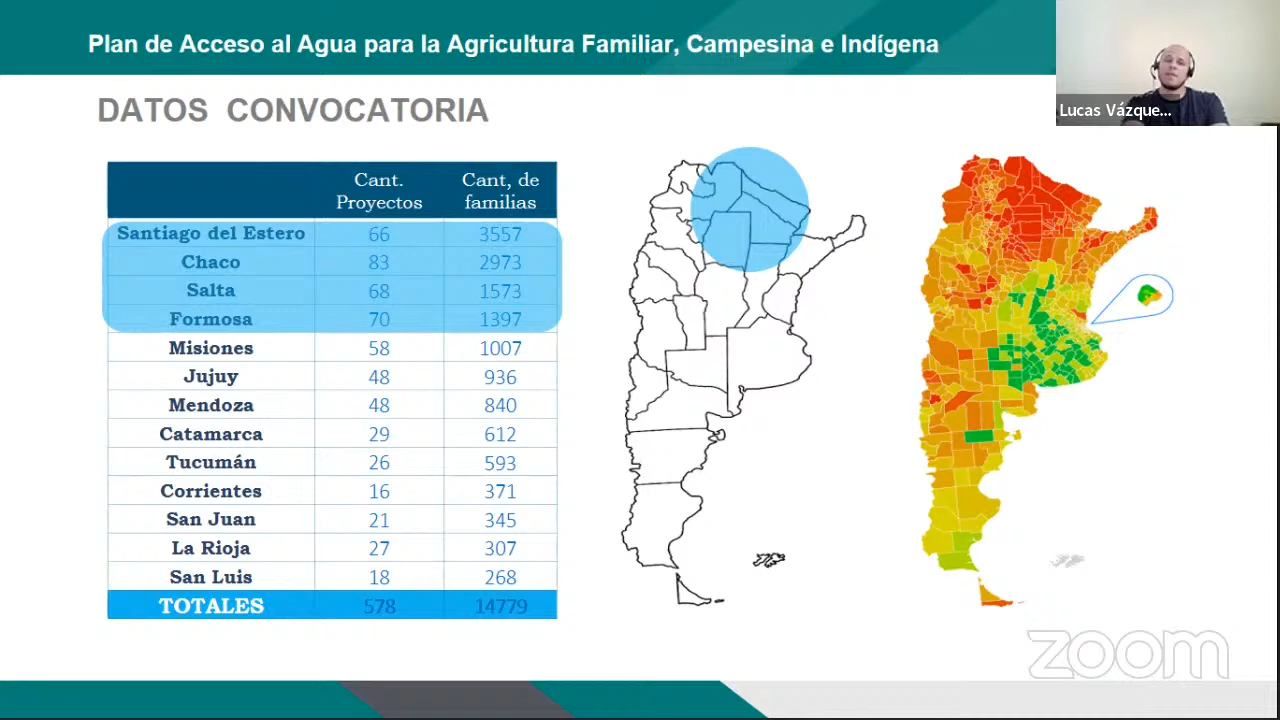 Plan de Acceso al Agua para la Agricultura Familiar, Campesina e Indígena
Lucas Vázque...
DATOS CONVOCATORIA
Cant. Proyectos Cant, de familias
Santiago del Estero 66 3557
Chaco 83 2973
Salta 68 1573
Formosa 70 1397
Misiones 58 1007
Jujuy 48 936
Mendoza 48 840
Catamarca 29 612
Tucumán 26 593
Corrientes 16 371
San Juan 21 345
La Rioja 27 307
San Luis 18 268
TOTALES 578 14779
zoom